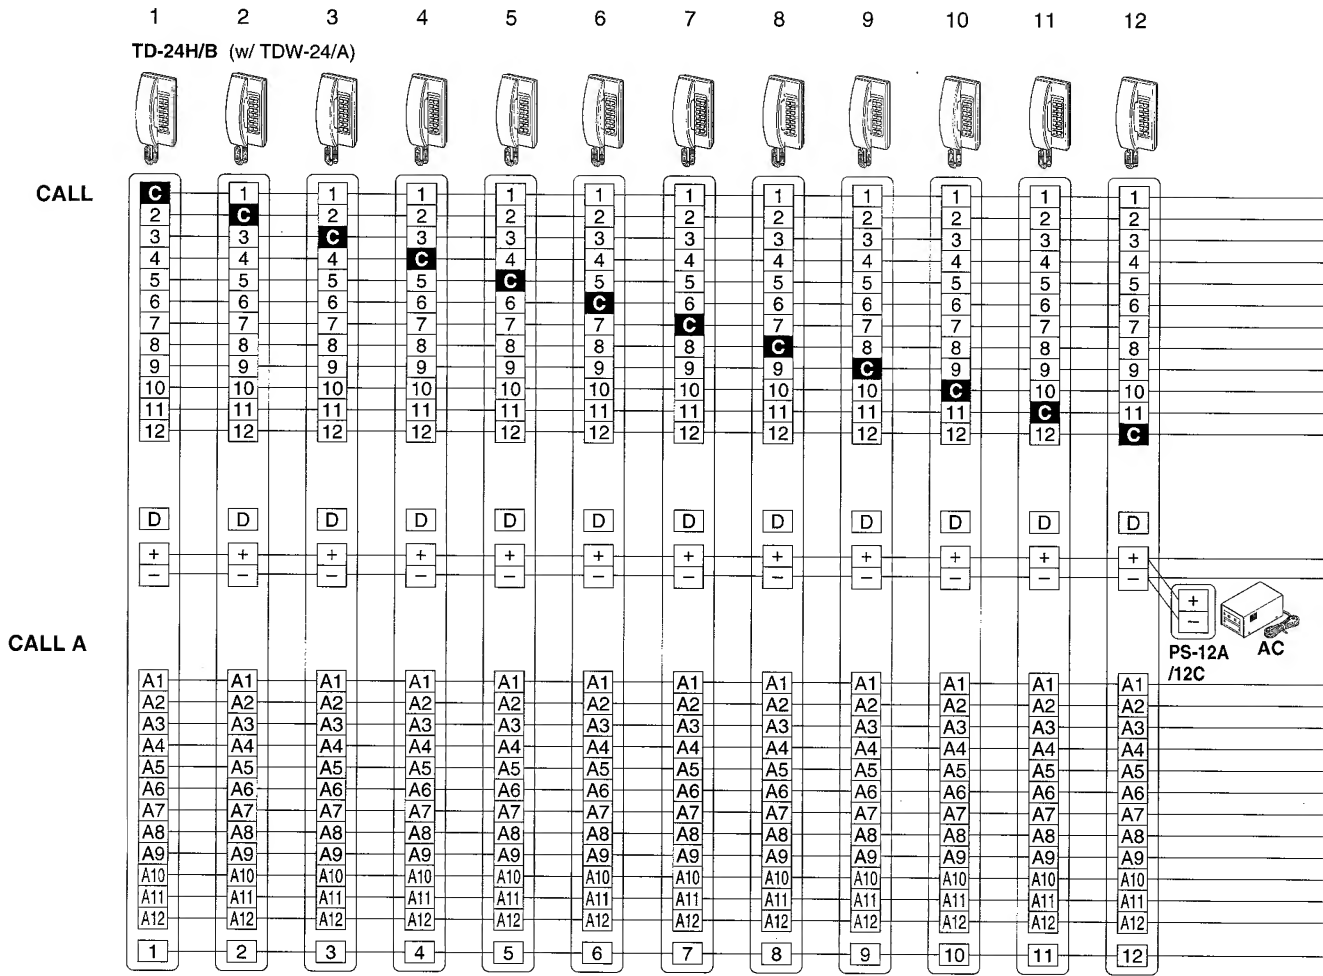 1 2 3 4 5 6 7 8 9 10 11 12
TD-24H/B (w/ TDW-24/A)
CALL C 1 1 1 1 1 1 1 1 1 1 1
2 C 2 2 2 2 2 2 2 2 2 2
3 3 C 3 3 3 3 3 3 3 3 3
4 4 4 C 4 4 4 4 4 4 4 4
5 5 5 5 C 5 5 5 5 5 5 5
6 6 6 6 6 C 6 6 6 6 6 6
7 7 7 7 7 7 C 7 7 7 7 7
8 8 8 8 8 8 8 C 8 8 8 8
9 9 9 9 9 9 9 9 C 9 9 9
10 10 10 10 10 10 10 10 10 C 10 10
11 11 11 11 11 11 11 11 11 11 C 11
12 12 12 12 12 12 12 12 12 12 12 C
D D D D D D D D D D D D
+ + + + + + + + + + + +
− − − − − − − − − − − −
+
−
PS-12A AC
/12C
CALL A
A1 A1 A1 A1 A1 A1 A1 A1 A1 A1 A1 A1
A2 A2 A2 A2 A2 A2 A2 A2 A2 A2 A2 A2
A3 A3 A3 A3 A3 A3 A3 A3 A3 A3 A3 A3
A4 A4 A4 A4 A4 A4 A4 A4 A4 A4 A4 A4
A5 A5 A5 A5 A5 A5 A5 A5 A5 A5 A5 A5
A6 A6 A6 A6 A6 A6 A6 A6 A6 A6 A6 A6
A7 A7 A7 A7 A7 A7 A7 A7 A7 A7 A7 A7
A8 A8 A8 A8 A8 A8 A8 A8 A8 A8 A8 A8
A9 A9 A9 A9 A9 A9 A9 A9 A9 A9 A9 A9
A10 A10 A10 A10 A10 A10 A10 A10 A10 A10 A10 A10
A11 A11 A11 A11 A11 A11 A11 A11 A11 A11 A11 A11
A12 A12 A12 A12 A12 A12 A12 A12 A12 A12 A12 A12
1 2 3 4 5 6 7 8 9 10 11 12